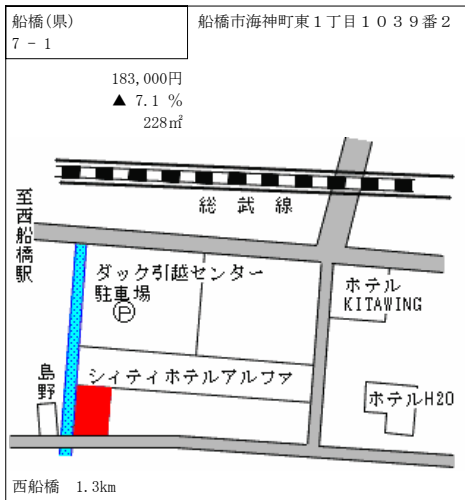 船橋(県)
7 - 1
船橋市海神町東1丁目1039番2
183,000円
▲ 7.1 %
228㎡
総武線
至西船橋駅
ダック引越センター
駐車場
Ⓟ
ホテル
KITAWING
シィティホテルアルファ
島野
ホテルH2O
西船橋 1.3km